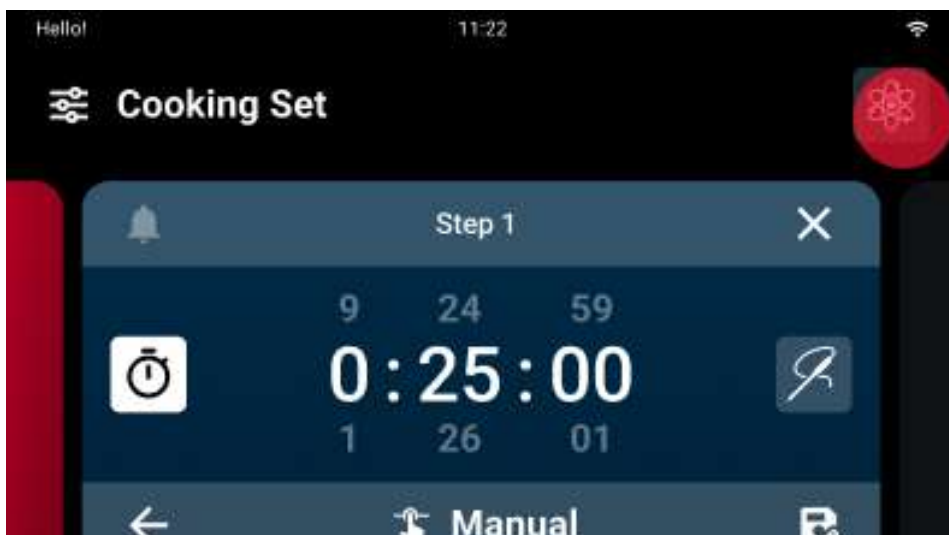 Hello!
11:22
Cooking Set
Step 1
9 24 59
0 : 25 : 00
1 26 01
Manual